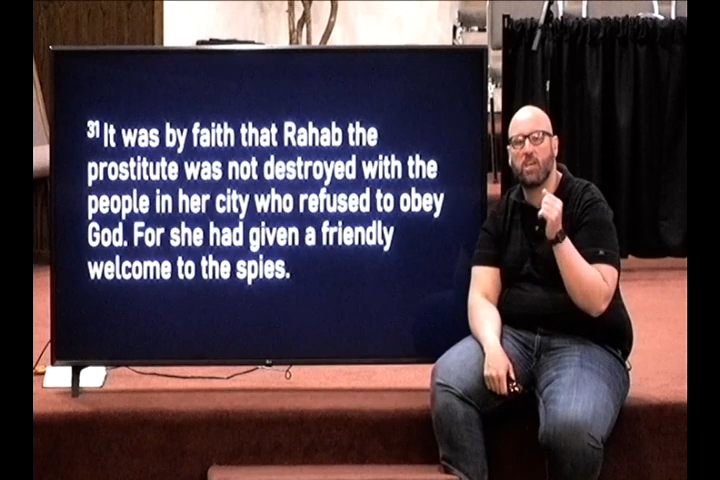 31 It was by faith that Rahab the
prostitute was not destroyed with the
people in her city who refused to obey
God. For she had given a friendly
welcome to the spies.